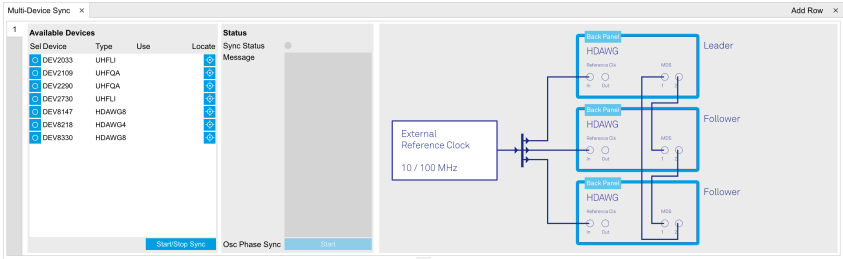 Multi-Device Sync ×
Add Row ×
1
Available Devices
Sel Device Type Use Locate
DEV2033 UHFLI
DEV2109 UHFQA
DEV2290 UHFQA
DEV2730 UHFLI
DEV8147 HDAWG8
DEV8218 HDAWG4
DEV8330 HDAWG8
Start/Stop Sync
Status
Sync Status
Message
Osc Phase Sync Start
External
Reference Clock
10 / 100 MHz
Back Panel
HDAWG
Leader
Reference Clk MDS
In Out 1 2
Back Panel
HDAWG
Follower
Reference Clk MDS
In Out 1 2
Back Panel
HDAWG
Follower
Reference Clk MDS
In Out 1 2